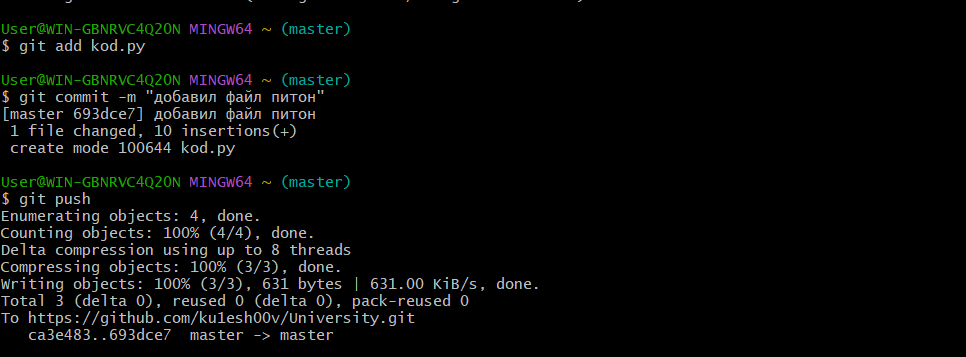 User@WIN-GBNRVC4Q2ON MINGW64 ~ (master)
$ git add kod.py
User@WIN-GBNRVC4Q2ON MINGW64 ~ (master)
$ git commit -m "добавил файл питон"
[master 693dce7] добавил файл питон
1 file changed, 10 insertions(+)
create mode 100644 kod.py
User@WIN-GBNRVC4Q2ON MINGW64 ~ (master)
$ git push
Enumerating objects: 4, done.
Counting objects: 100% (4/4), done.
Delta compression using up to 8 threads
Compressing objects: 100% (3/3), done.
Writing objects: 100% (3/3), 631 bytes | 631.00 KiB/s, done.
Total 3 (delta 0), reused 0 (delta 0), pack-reused 0
To https://github.com/ku1esh00v/University.git
ca3e483..693dce7 master -> master